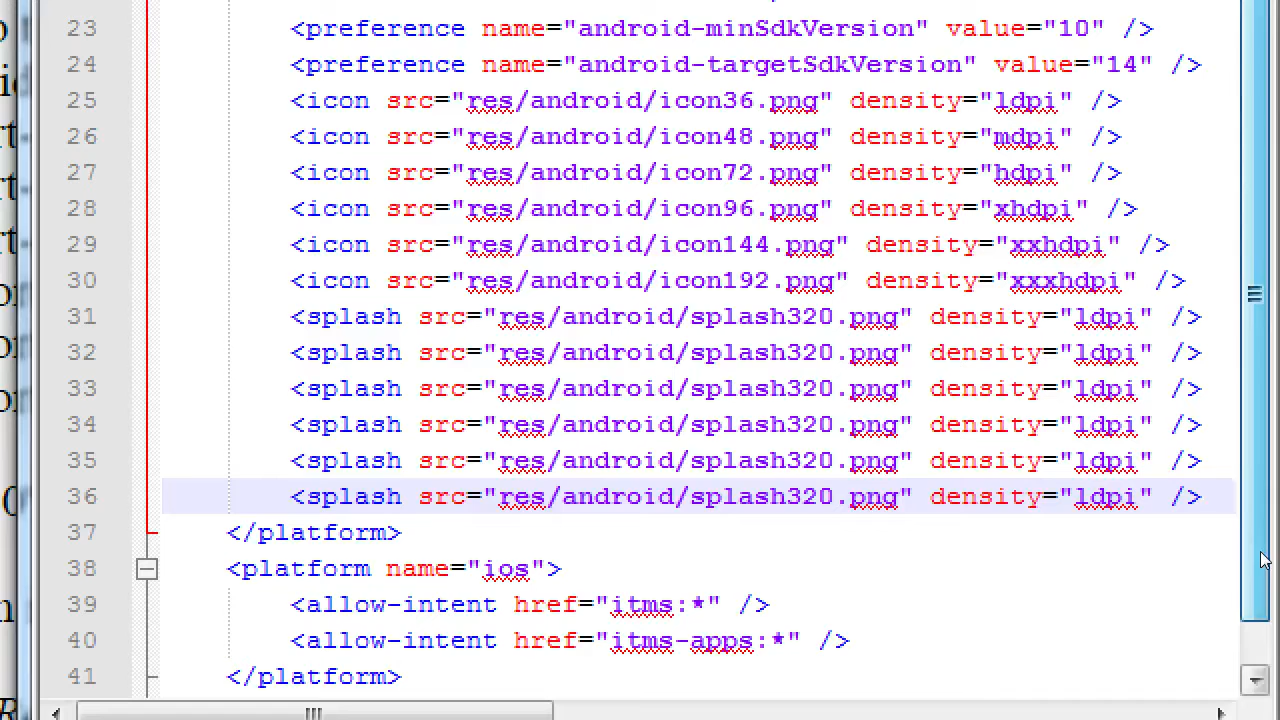 23 <preference name="android-minSdkVersion" value="10" />
24 <preference name="android-targetSdkVersion" value="14" />
25 <icon src="res/android/icon36.png" density="ldpi" />
26 <icon src="res/android/icon48.png" density="mdpi" />
27 <icon src="res/android/icon72.png" density="hdpi" />
28 <icon src="res/android/icon96.png" density="xhdpi" />
29 <icon src="res/android/icon144.png" density="xxhdpi" />
30 <icon src="res/android/icon192.png" density="xxxhdpi" />
31 <splash src="res/android/splash320.png" density="ldpi" />
32 <splash src="res/android/splash320.png" density="ldpi" />
33 <splash src="res/android/splash320.png" density="ldpi" />
34 <splash src="res/android/splash320.png" density="ldpi" />
35 <splash src="res/android/splash320.png" density="ldpi" />
36 <splash src="res/android/splash320.png" density="ldpi" />
37 </platform>
38 <platform name="ios">
39 <allow-intent href="itms:*" />
40 <allow-intent href="itms-apps:*" />
41 </platform>